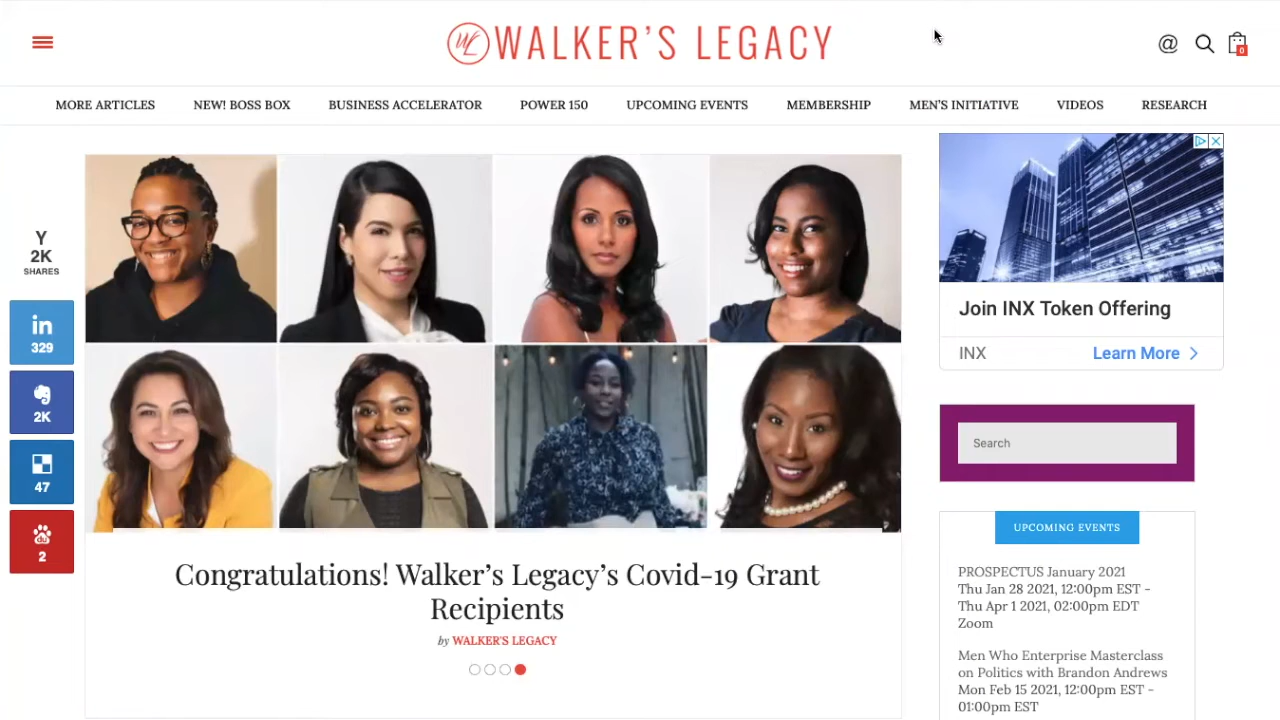 WL WALKER'S LEGACY
@
0
MORE ARTICLES NEW! BOSS BOX BUSINESS ACCELERATOR POWER 150 UPCOMING EVENTS MEMBERSHIP MEN'S INITIATIVE VIDEOS RESEARCH
Y
2K
SHARES
in
329
2K
47
du
2
Congratulations! Walker's Legacy's Covid-19 Grant
Recipients
by WALKER'S LEGACY
Join INX Token Offering
INX Learn More
Search
UPCOMING EVENTS
PROSPECTUS January 2021
Thu Jan 28 2021, 12:00pm EST -
Thu Apr 1 2021, 02:00pm EDT
Zoom
Men Who Enterprise Masterclass
on Politics with Brandon Andrews
Mon Feb 15 2021, 12:00pm EST -
01:00pm EST